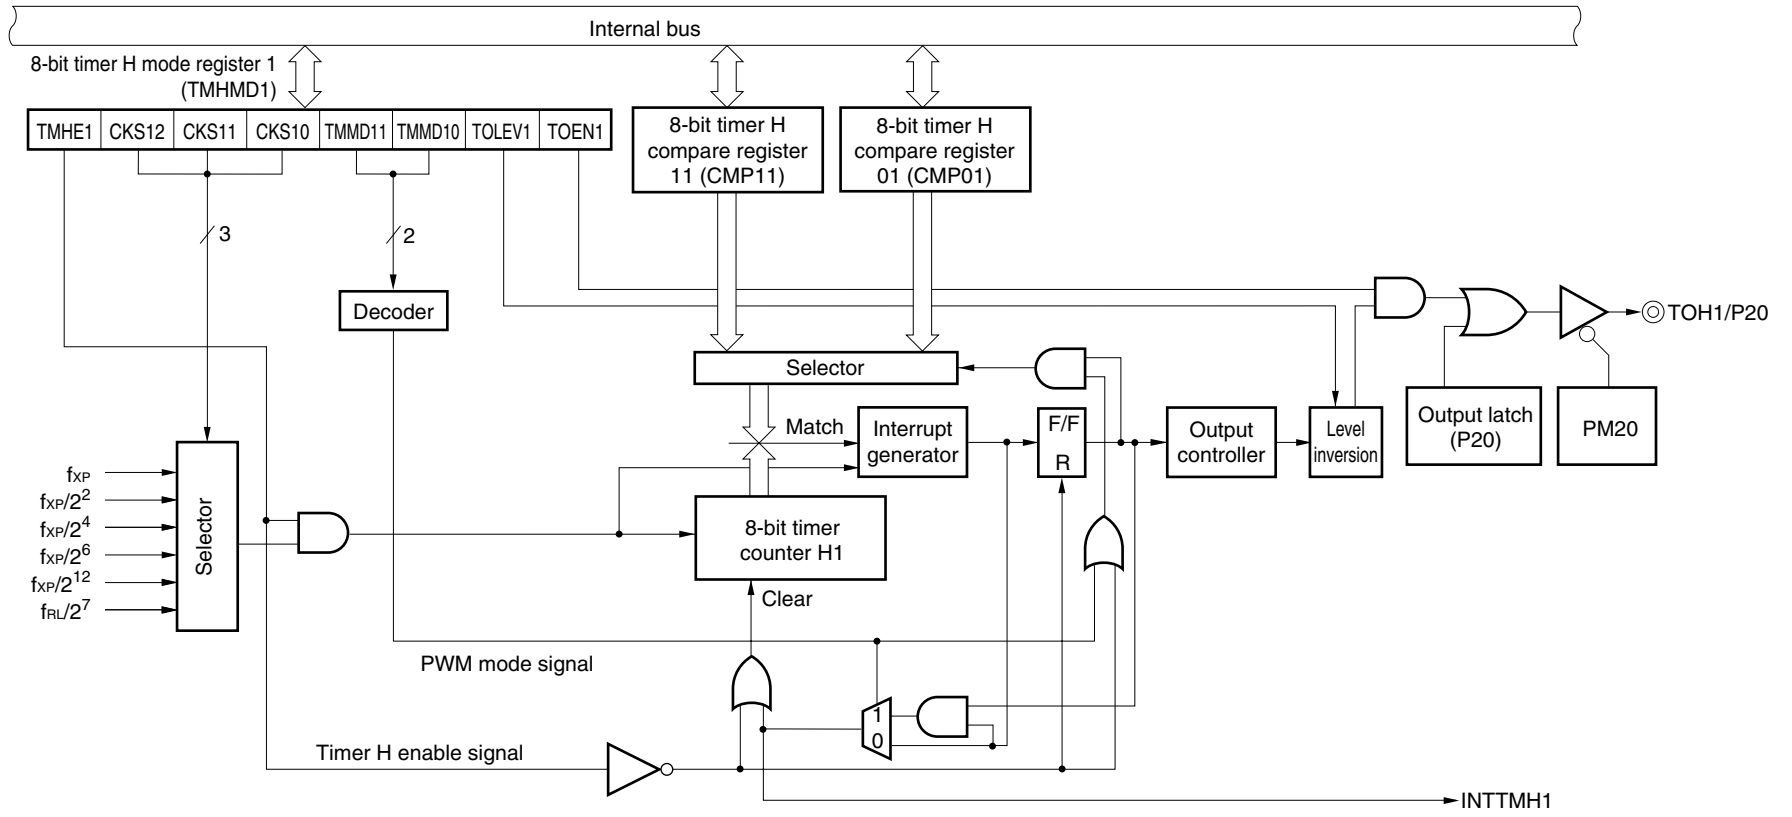 Internal bus
8-bit timer H mode register 1
(TMHMD1)
TMHE1 CKS12 CKS11 CKS10 TMMD11 TMMD10 TOLEV1 TOEN1
8-bit timer H
compare register
11 (CMP11)
8-bit timer H
compare register
01 (CMP01)
3
2
Decoder
TOH1/P20
Selector
Match
Interrupt
generator
F/F
R
Output
controller
Level
inversion
Output latch
(P20)
PM20
Selector
fXP
fXP/2^2
fXP/2^4
fXP/2^6
fXP/2^12
fRL/2^7
8-bit timer
counter H1
Clear
PWM mode signal
1
0
Timer H enable signal
INTTMH1